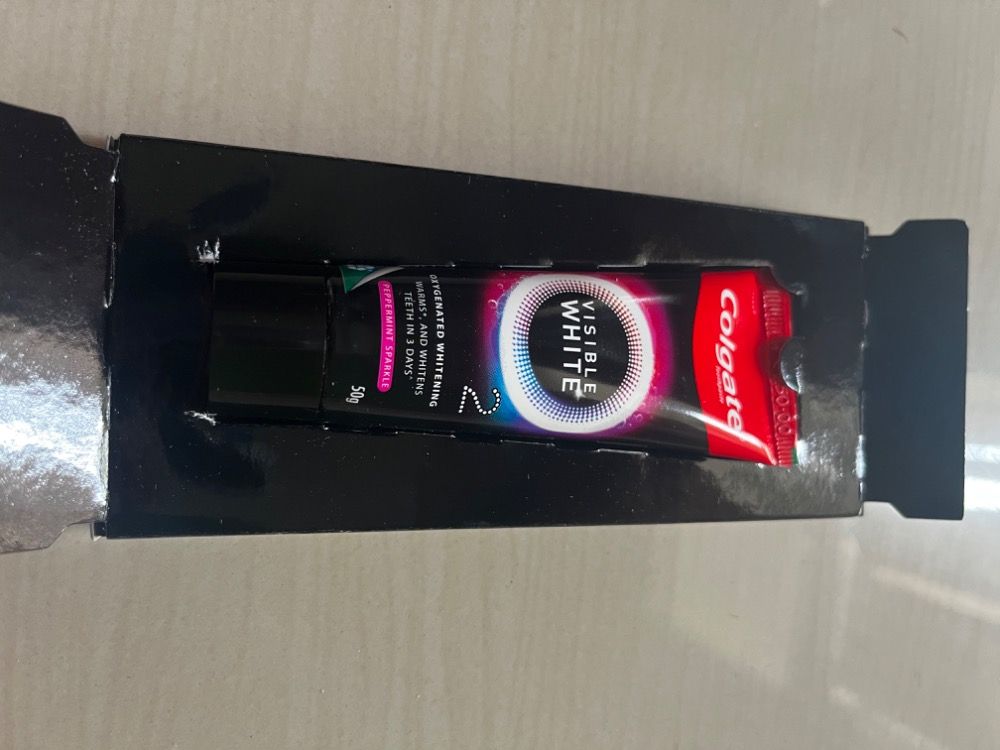 Colgate
VISIBLE
WHITE
O2
OXYGENATED WHITENING
WARMS*, AND WHITENS
TEETH IN 3 DAYS^
PEPPERMINT SPARKLE
50g